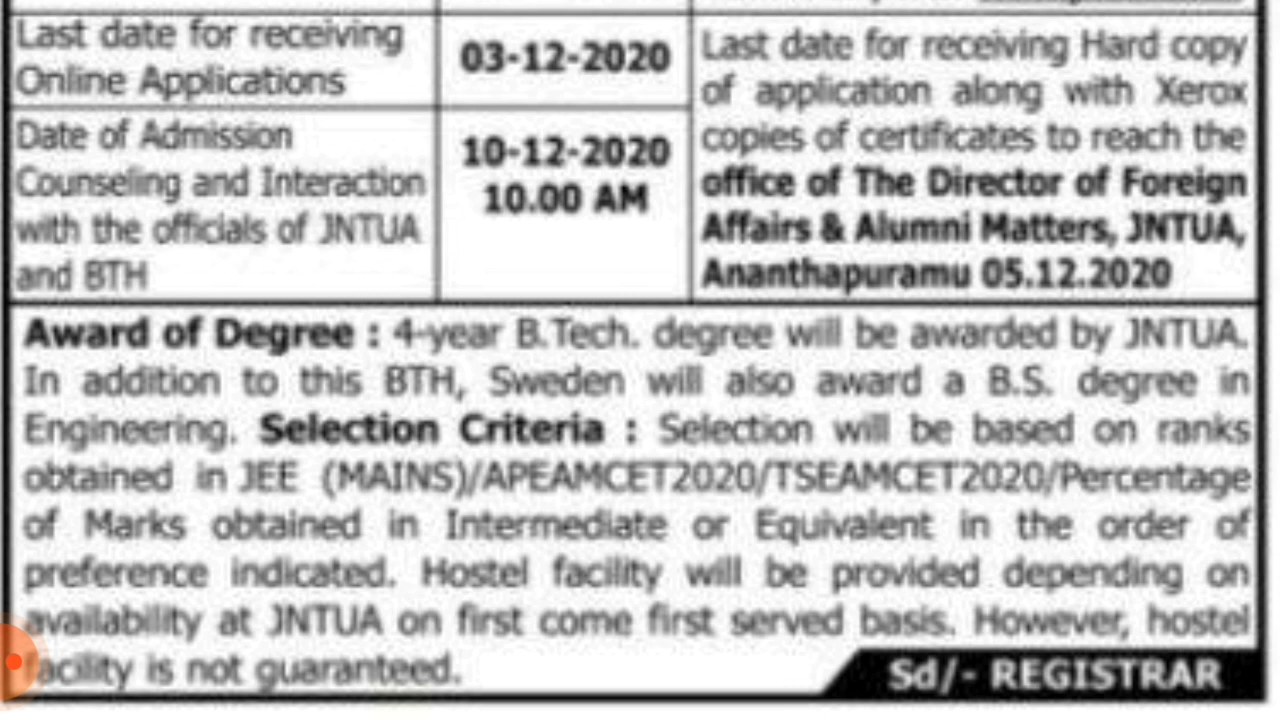 Last date for receiving
Online Applications
03-12-2020
Date of Admission
Counseling and Interaction
with the officials of JNTUA
and BTH
10-12-2020
10.00 AM
Last date for receiving Hard copy
of application along with Xerox
copies of certificates to reach the
office of The Director of Foreign
Affairs & Alumni Matters, JNTUA,
Ananthapuramu 05.12.2020
Award of Degree : 4-year B.Tech. degree will be awarded by JNTUA.
In addition to this BTH, Sweden will also award a B.S. degree in
Engineering. Selection Criteria : Selection will be based on ranks
obtained in JEE (MAINS)/APEAMCET2020/TSEAMCET2020/Percentage
of Marks obtained in Intermediate or Equivalent in the order of
preference indicated. Hostel facility will be provided depending on
availability at JNTUA on first come first served basis. However, hostel
facility is not guaranteed.
Sd/- REGISTRAR